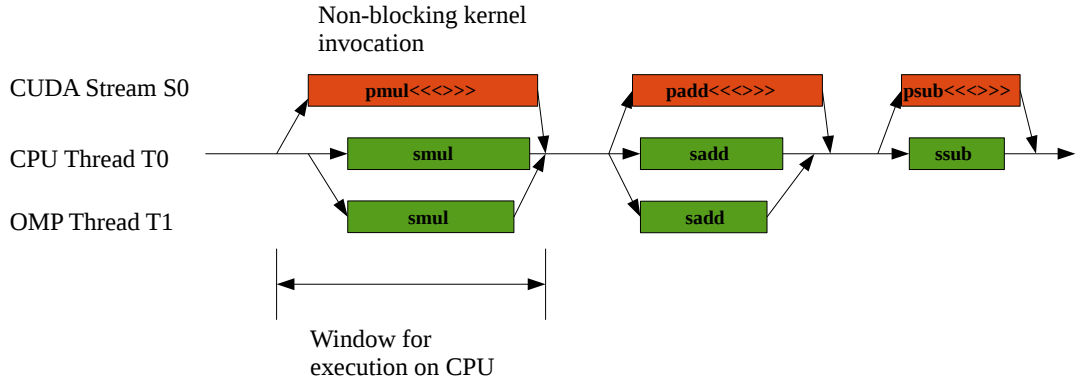 Non-blocking kernel
invocation
CUDA Stream S0
pmul<<<>>>
padd<<<>>>
psub<<<>>>
CPU Thread T0
smul
sadd
ssub
OMP Thread T1
smul
sadd
Window for
execution on CPU